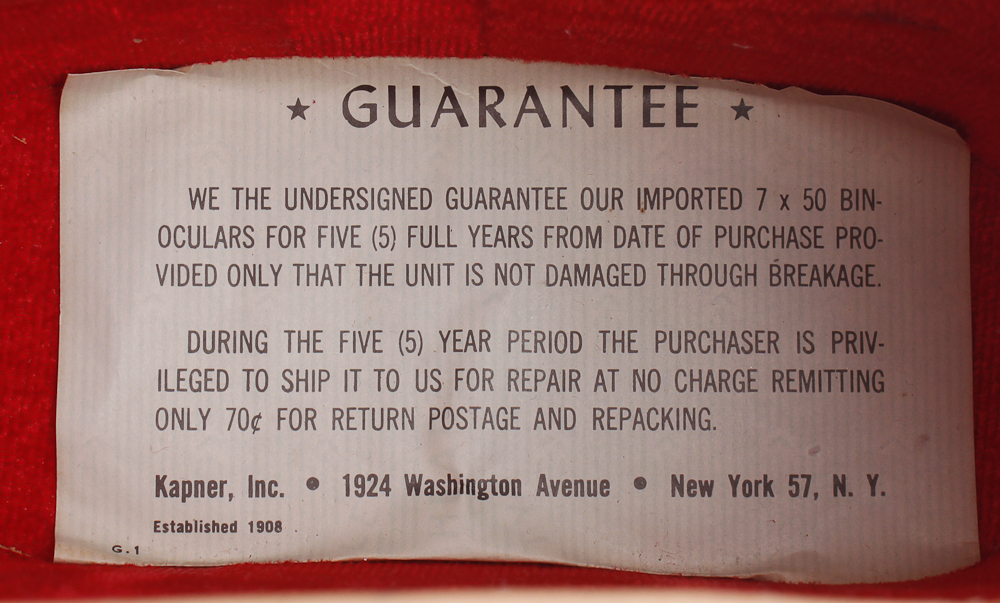 ★ GUARANTEE ★
WE THE UNDERSIGNED GUARANTEE OUR IMPORTED 7 x 50 BIN-
OCULARS FOR FIVE (5) FULL YEARS FROM DATE OF PURCHASE PRO-
VIDED ONLY THAT THE UNIT IS NOT DAMAGED THROUGH BREAKAGE.
DURING THE FIVE (5) YEAR PERIOD THE PURCHASER IS PRIV-
ILEGED TO SHIP IT TO US FOR REPAIR AT NO CHARGE REMITTING
ONLY 70¢ FOR RETURN POSTAGE AND REPACKING.
Kapner, Inc. • 1924 Washington Avenue • New York 57, N. Y.
Established 1908
G.1